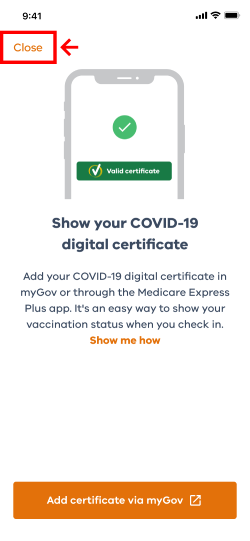 9:41
Close
Valid certificate
Show your COVID-19
digital certificate
Add your COVID-19 digital certificate in
myGov or through the Medicare Express
Plus app. It's an easy way to show your
vaccination status when you check in.
Show me how
Add certificate via myGov